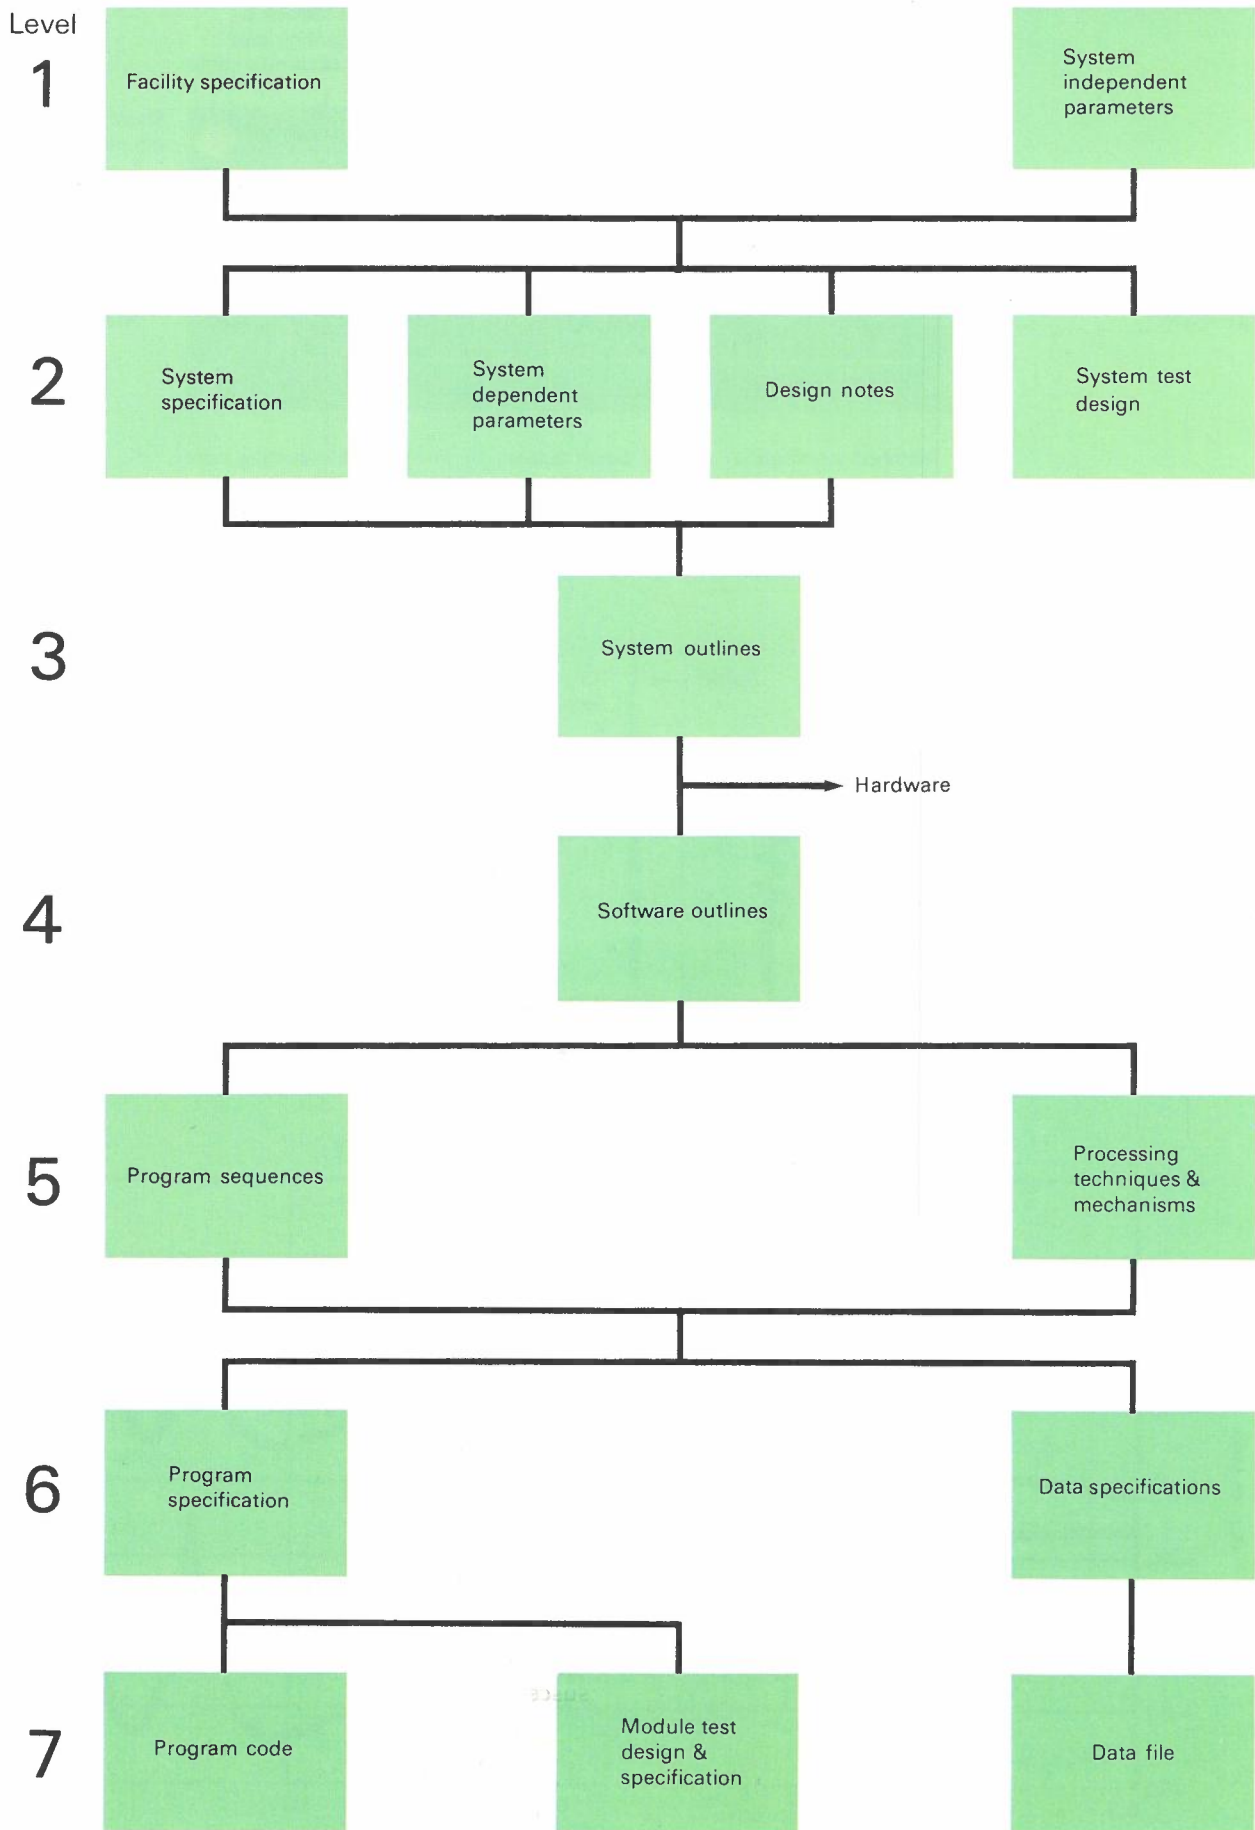 Level
1
Facility specification
System
independent
parameters
2
System
specification
System
dependent
parameters
Design notes
System test
design
3
System outlines
Hardware
4
Software outlines
5
Program sequences
Processing
techniques &
mechanisms
6
Program
specification
Data specifications
7
Program code
Module test
design &
specification
Data file